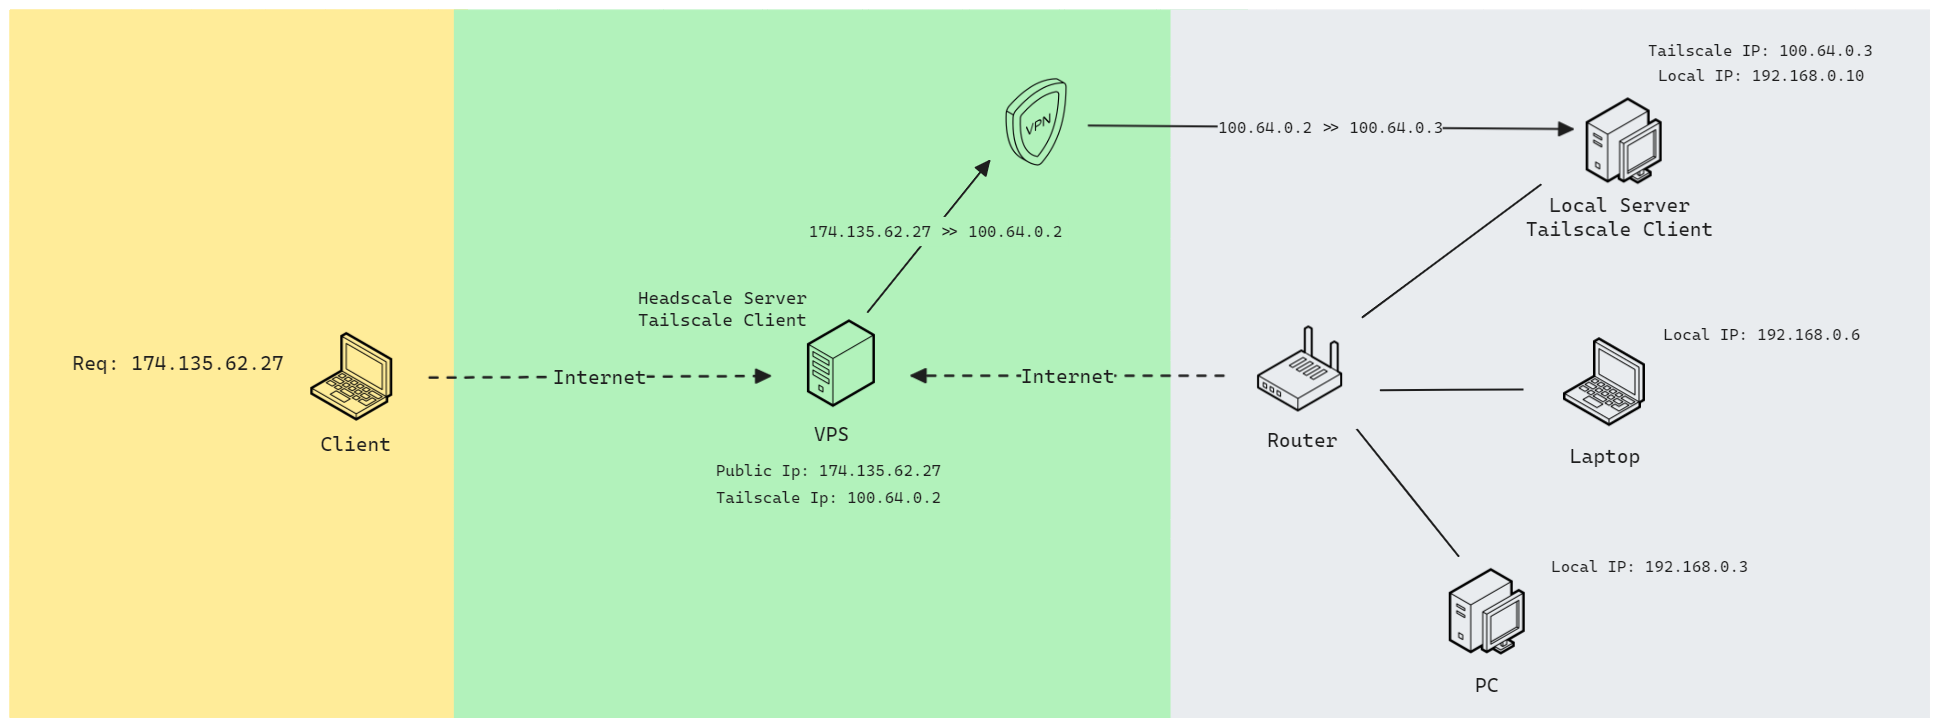 Req: 174.135.62.27
Client
Internet
Headscale Server
Tailscale Client
VPS
Public Ip: 174.135.62.27
Tailscale Ip: 100.64.0.2
174.135.62.27 >> 100.64.0.2
VPN
100.64.0.2 >> 100.64.0.3
Internet
Router
Tailscale IP: 100.64.0.3
Local IP: 192.168.0.10
Local Server
Tailscale Client
Local IP: 192.168.0.6
Laptop
Local IP: 192.168.0.3
PC